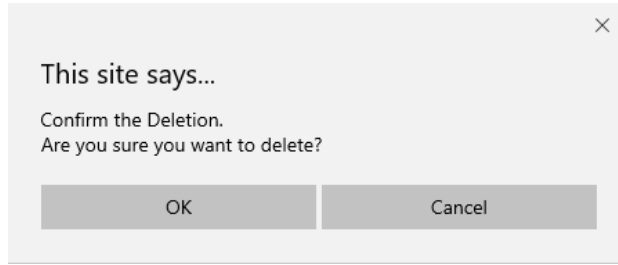 This site says...
Confirm the Deletion.
Are you sure you want to delete?
OK
Cancel